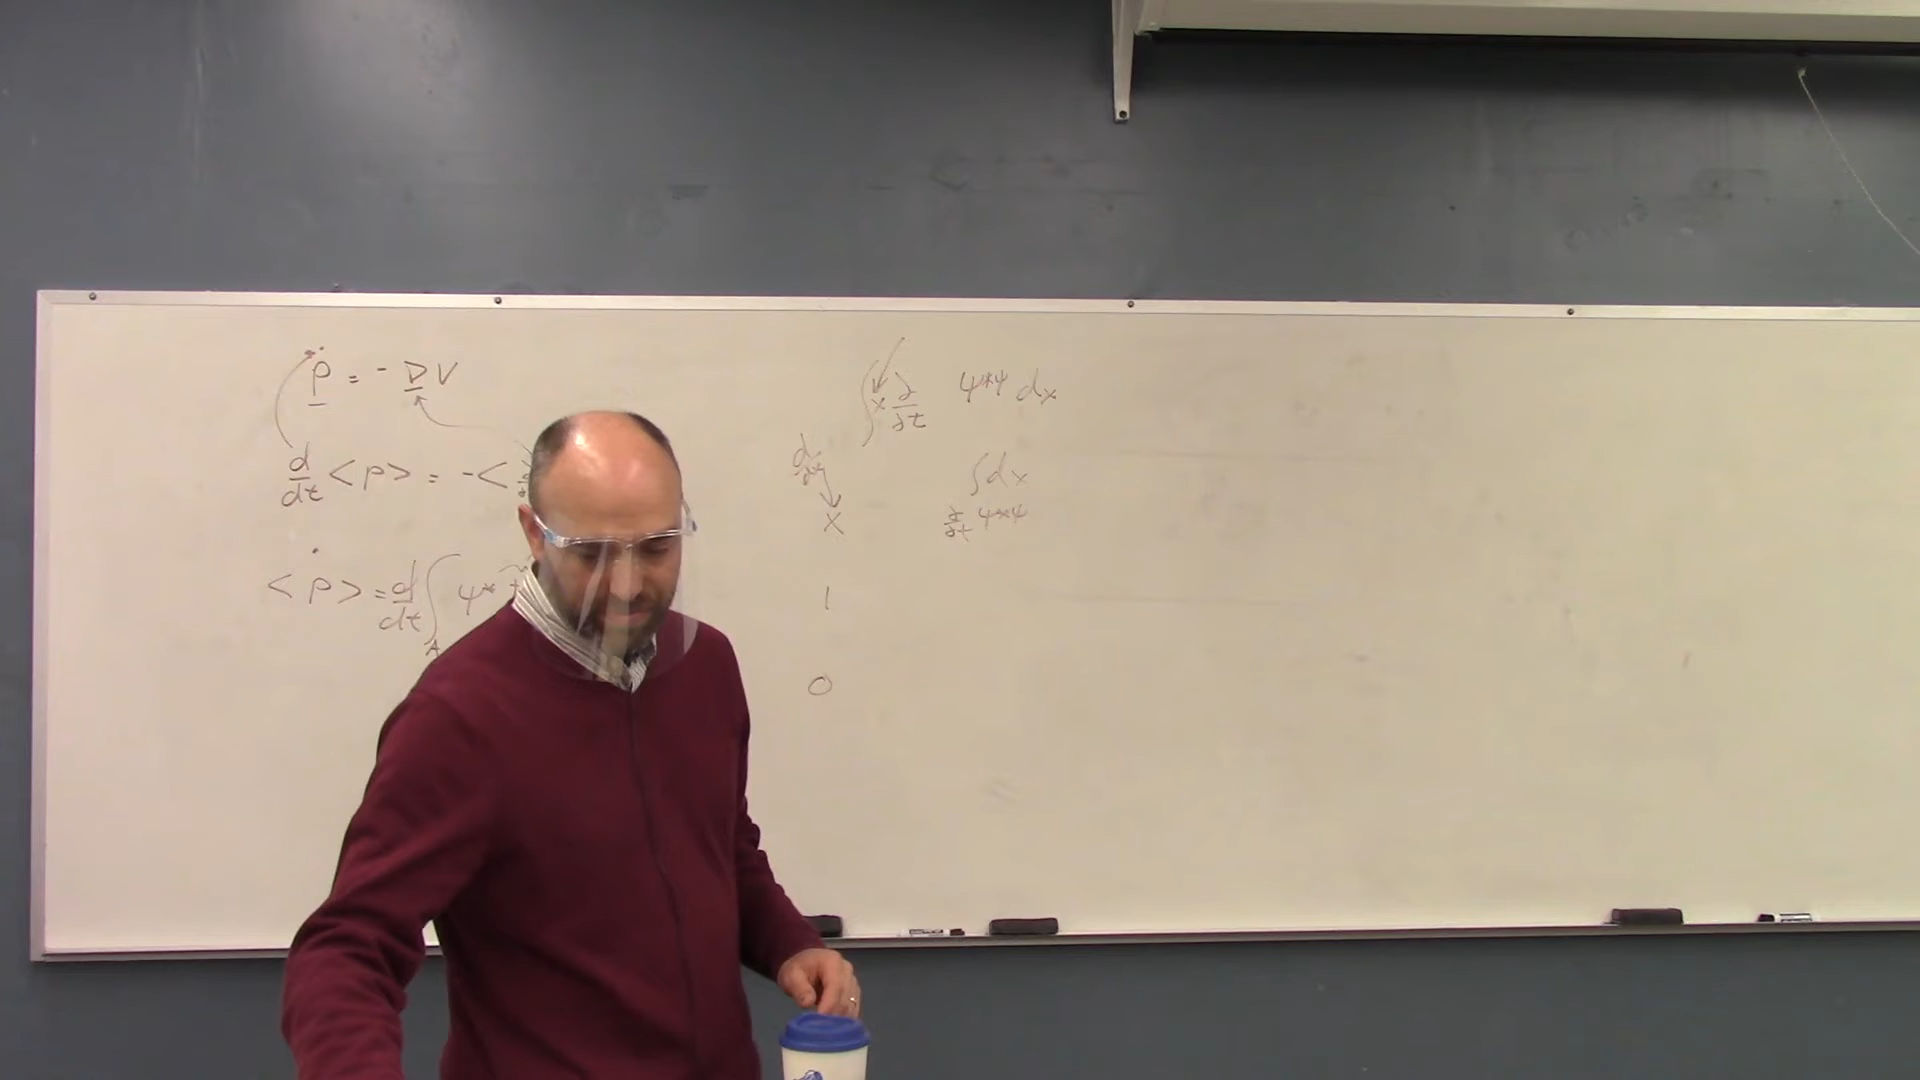 ṗ = - ∇V
d/dt <p> = - <
<ṗ> = d/dt ∫ ψ*
A
∫ x ∂/∂t ψ*ψ dx
d/dx ∫dx
x ∂/∂t ψ*ψ
1
0